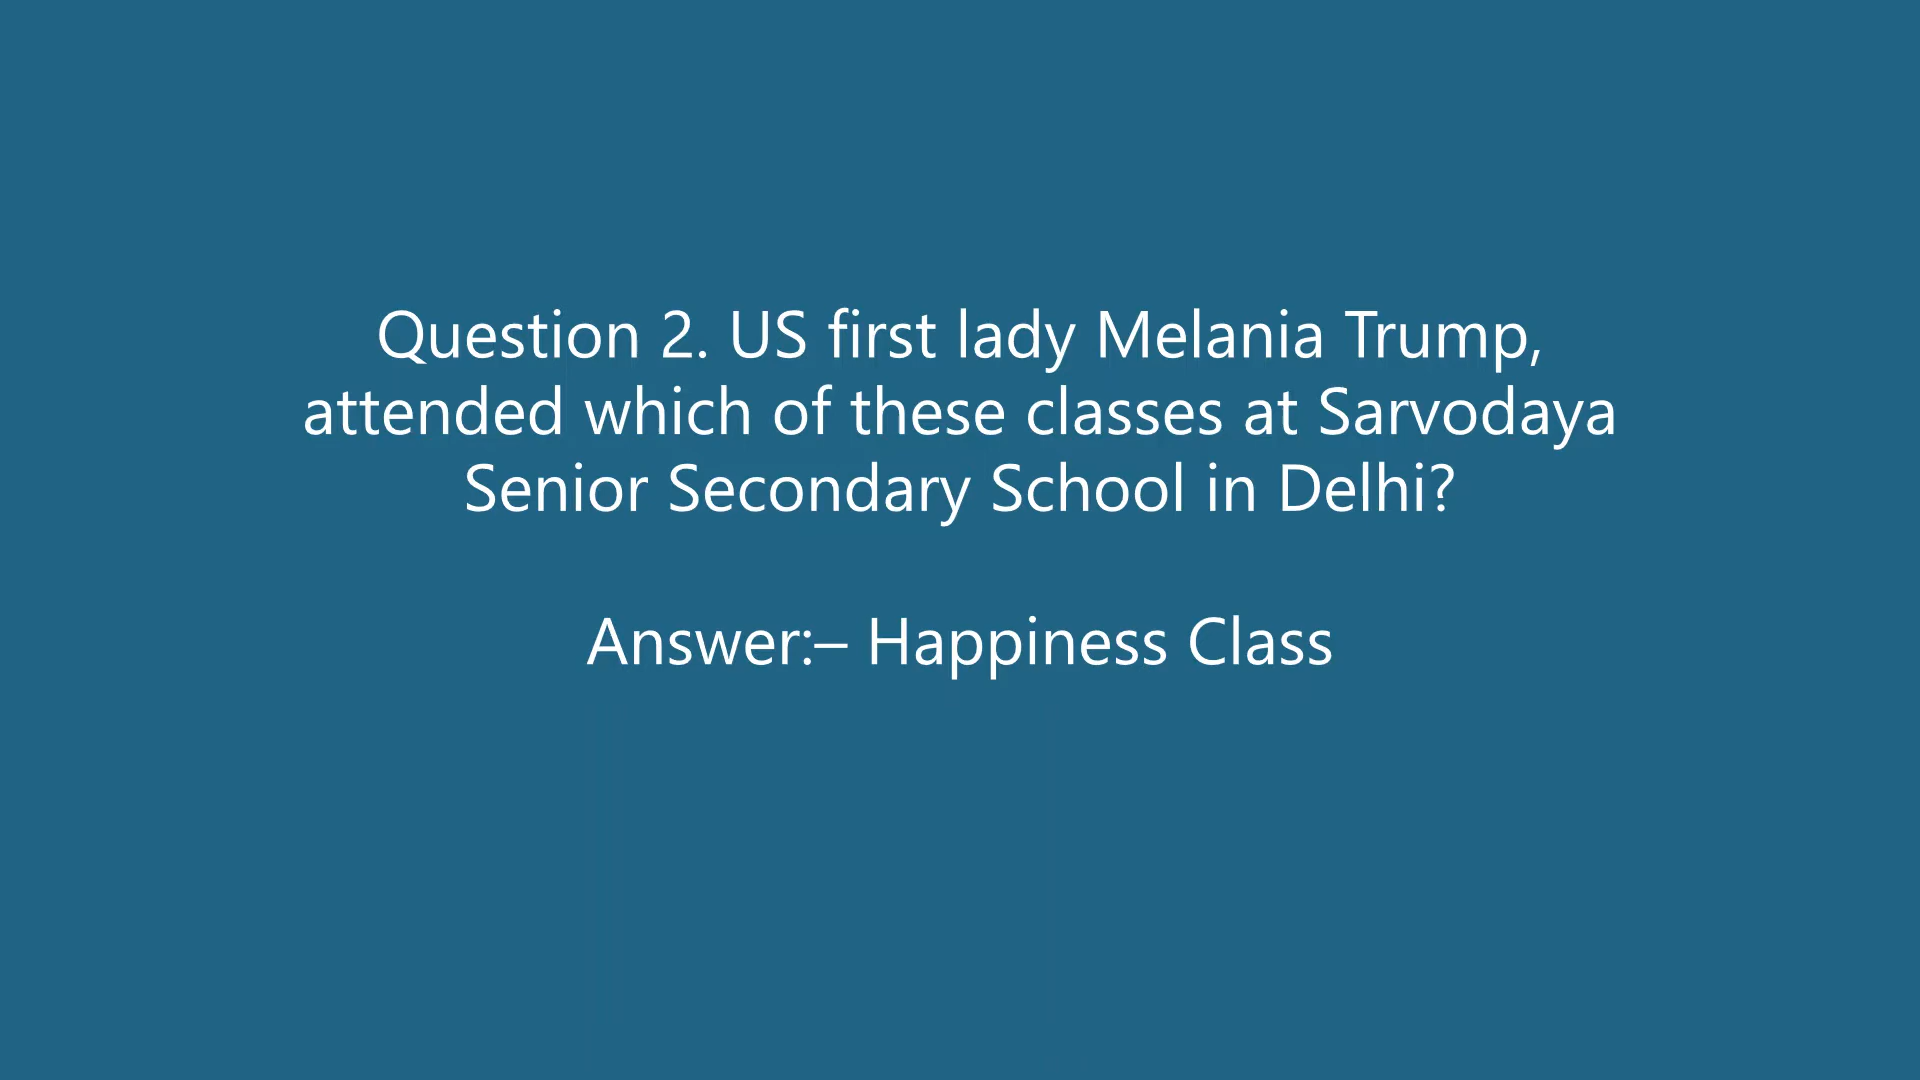 Question 2. US first lady Melania Trump,
attended which of these classes at Sarvodaya
Senior Secondary School in Delhi?
Answer:– Happiness Class